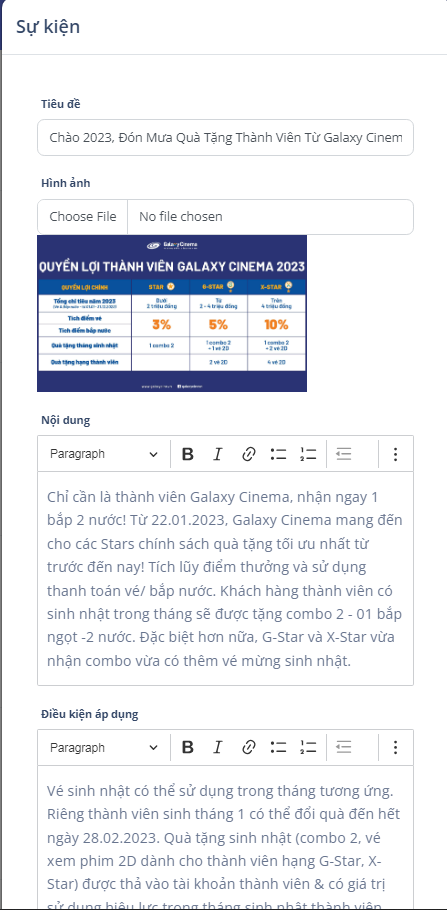 Sự kiện
Tiêu đề
Chào 2023, Đón Mưa Quà Tặng Thành Viên Từ Galaxy Cinem
Hình ảnh
Choose File No file chosen
Galaxy Cinema
QUYỀN LỢI THÀNH VIÊN GALAXY CINEMA 2023
QUYỀN LỢI CHÍNH STAR G-STAR X-STAR
Tổng chi tiêu năm 2023 Dưới 2 triệu đồng Từ 2 - 4 triệu đồng Trên 4 triệu đồng
Tích điểm vé 3% 5% 10%
Tích điểm bắp nước
Quà tặng tháng sinh nhật 1 combo 2 1 combo 2 + 1 vé 2D 1 combo 2 + 2 vé 2D
Quà tặng hạng thành viên 2 vé 2D 4 vé 2D
Nội dung
Paragraph B I
Chỉ cần là thành viên Galaxy Cinema, nhận ngay 1
bắp 2 nước! Từ 22.01.2023, Galaxy Cinema mang đến
cho các Stars chính sách quà tặng tối ưu nhất từ
trước đến nay! Tích lũy điểm thưởng và sử dụng
thanh toán vé/ bắp nước. Khách hàng thành viên có
sinh nhật trong tháng sẽ được tặng combo 2 - 01 bắp
ngọt -2 nước. Đặc biệt hơn nữa, G-Star và X-Star vừa
nhận combo vừa có thêm vé mừng sinh nhật.
Điều kiện áp dụng
Paragraph B I
Vé sinh nhật có thể sử dụng trong tháng tương ứng.
Riêng thành viên sinh tháng 1 có thể đổi quà đến hết
ngày 28.02.2023. Quà tặng sinh nhật (combo 2, vé
xem phim 2D dành cho thành viên hạng G-Star, X-
Star) được thả vào tài khoản thành viên & có giá trị
sử dụng hiệu lực trong tháng sinh nhật thành viên